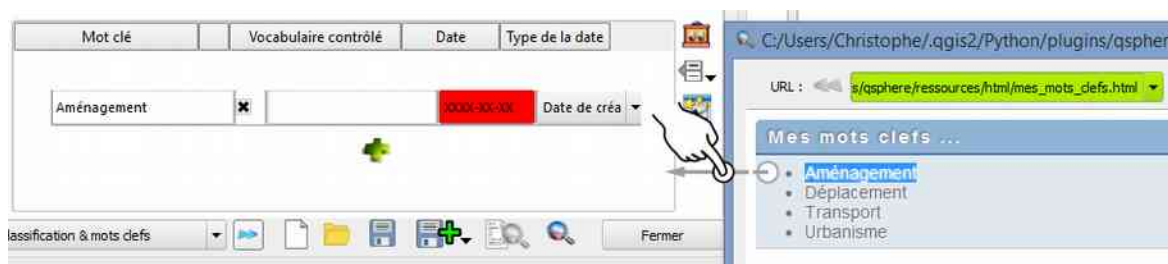 Mot clé Vocabulaire contrôlé Date Type de la date
Aménagement XXXX-XX-XX Date de créa
lassification & mots clefs Fermer
C:/Users/Christophe/.qgis2/Python/plugins/qspher
URL : s/qsphere/ressources/html/mes_mots_clefs.html
Mes mots clefs ...
Aménagement
Déplacement
Transport
Urbanisme